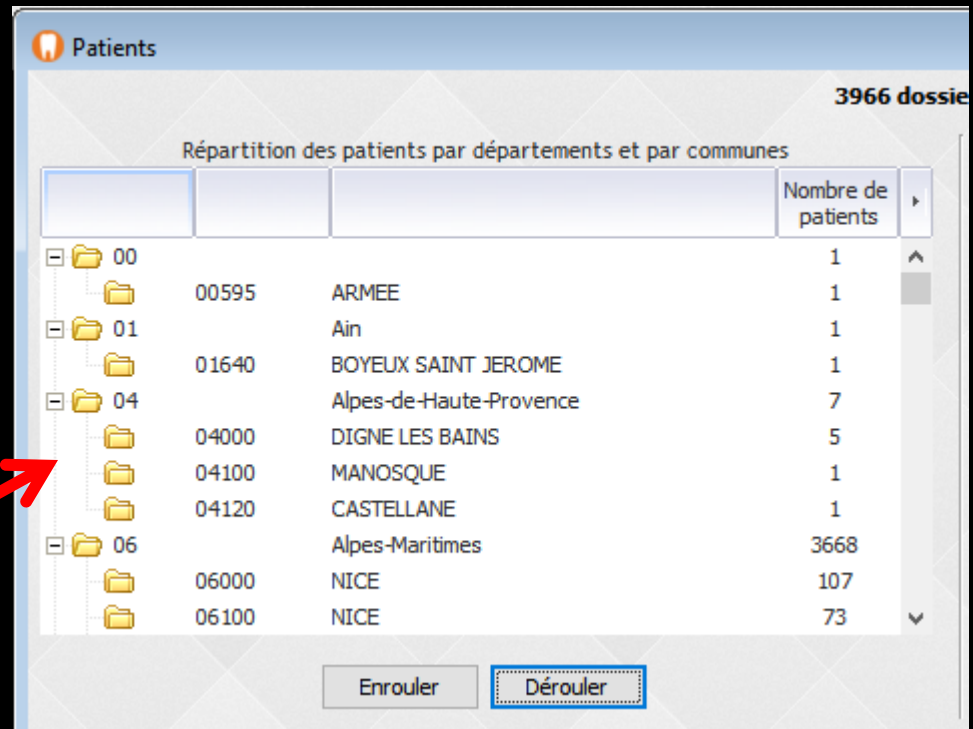 Patients
3966 dossie
Répartition des patients par départements et par communes
Nombre de patients
00 1
00595 ARMEE 1
01 Ain 1
01640 BOYEUX SAINT JEROME 1
04 Alpes-de-Haute-Provence 7
04000 DIGNE LES BAINS 5
04100 MANOSQUE 1
04120 CASTELLANE 1
06 Alpes-Maritimes 3668
06000 NICE 107
06100 NICE 73
Enrouler Dérouler